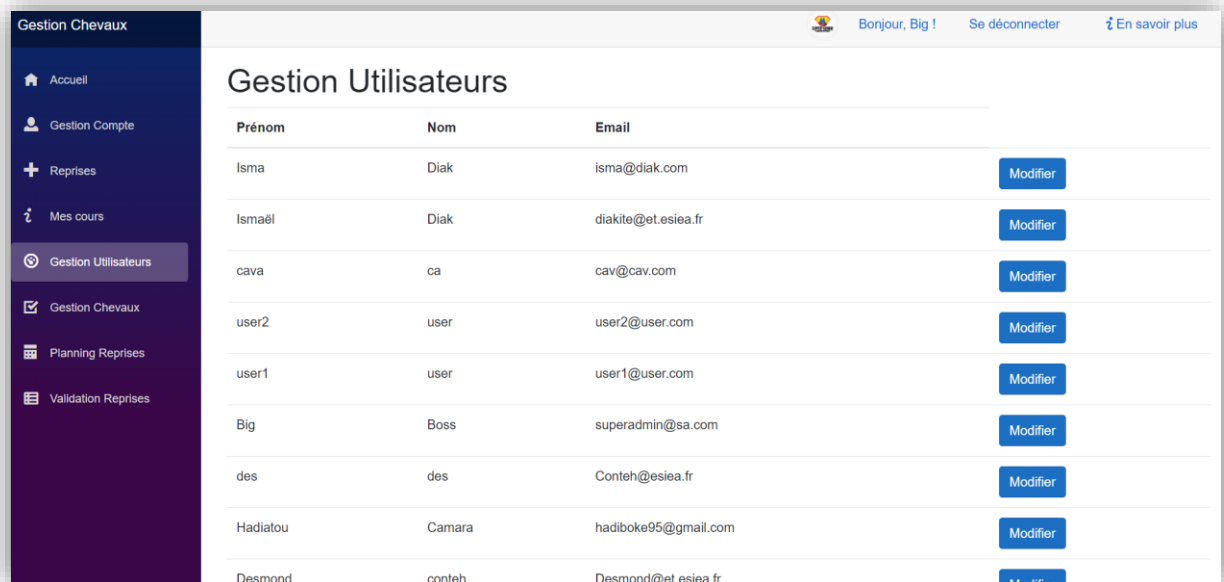 Gestion Chevaux
Bonjour, Big !
Se déconnecter
i En savoir plus
Accueil
Gestion Compte
Reprises
Mes cours
Gestion Utilisateurs
Gestion Chevaux
Planning Reprises
Validation Reprises
Gestion Utilisateurs
Prénom Nom Email
Isma Diak isma@diak.com Modifier
Ismaël Diak diakite@et.esiea.fr Modifier
cava ca cav@cav.com Modifier
user2 user user2@user.com Modifier
user1 user user1@user.com Modifier
Big Boss superadmin@sa.com Modifier
des des Conteh@esiea.fr Modifier
Hadiatou Camara hadiboke95@gmail.com Modifier
Desmond conteh Desmond@et.esiea.fr Modifier